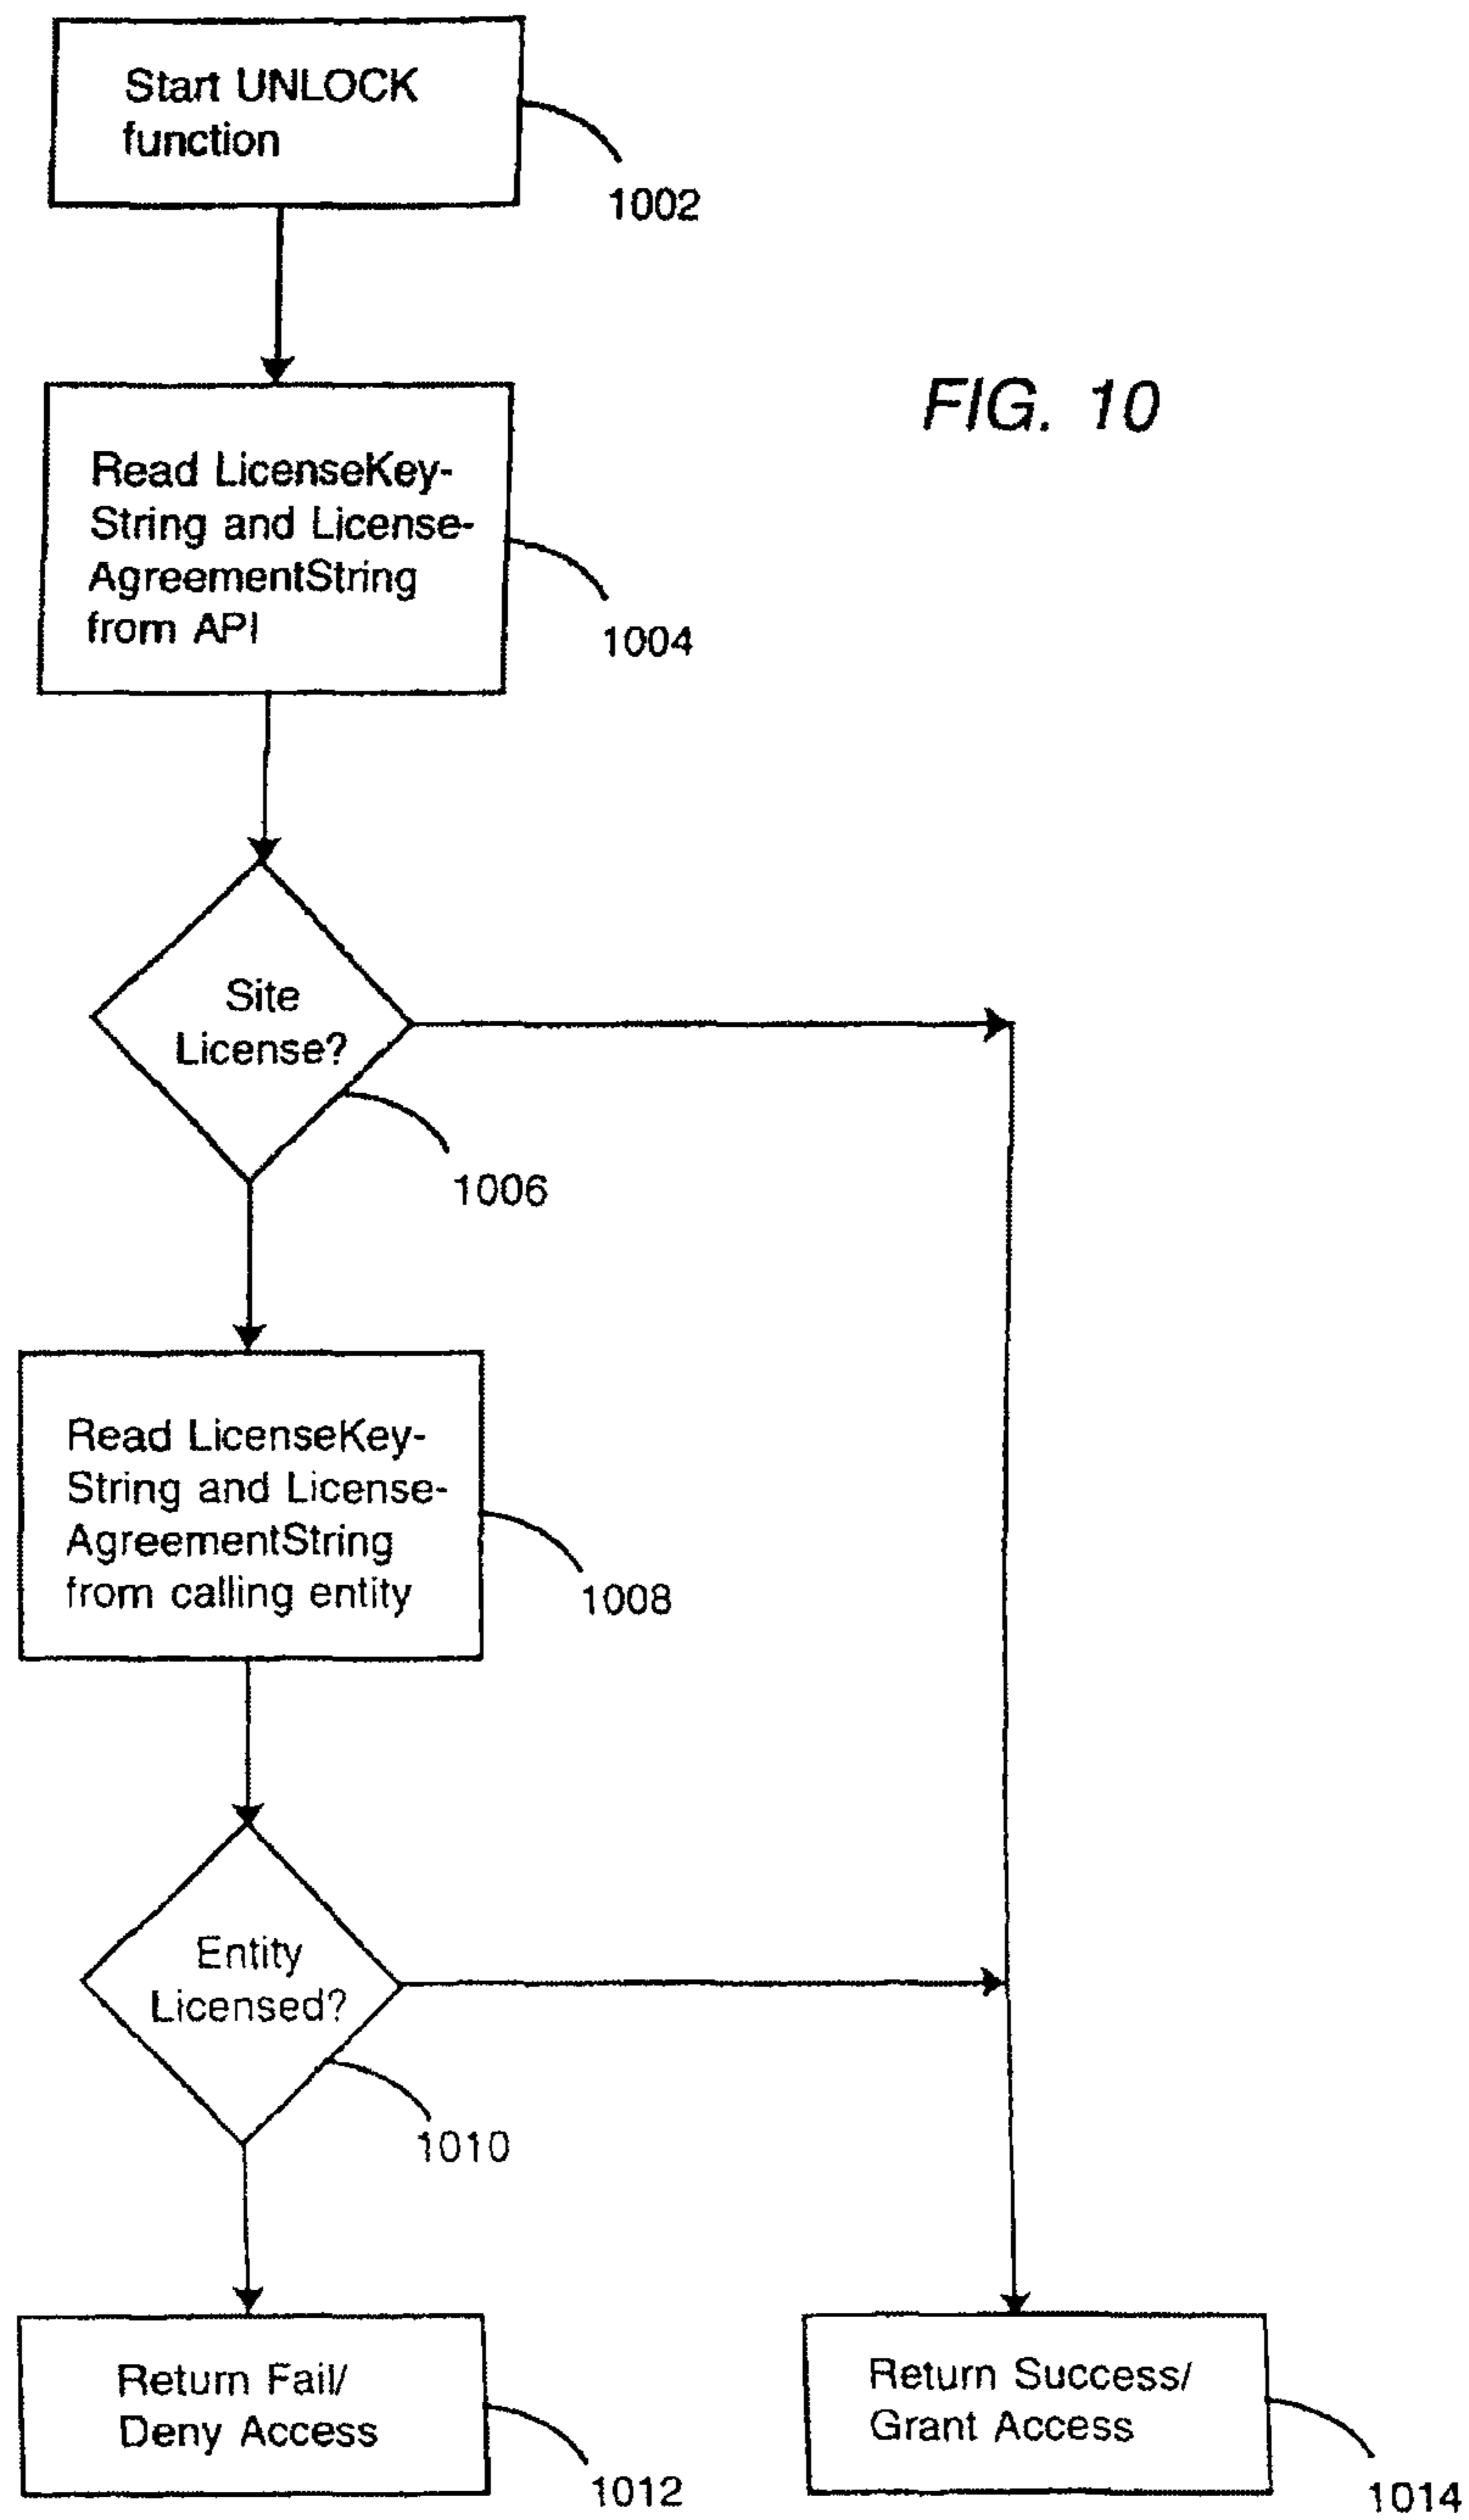 Start UNLOCK
function
1002
FIG. 10
Read LicenseKey-
String and License-
AgreementString
from API
1004
Site
License?
1006
Read LicenseKey-
String and License-
AgreementString
from calling entity
1008
Entity
Licensed?
1010
Return Fail/
Deny Access
1012
Return Success/
Grant Access
1014